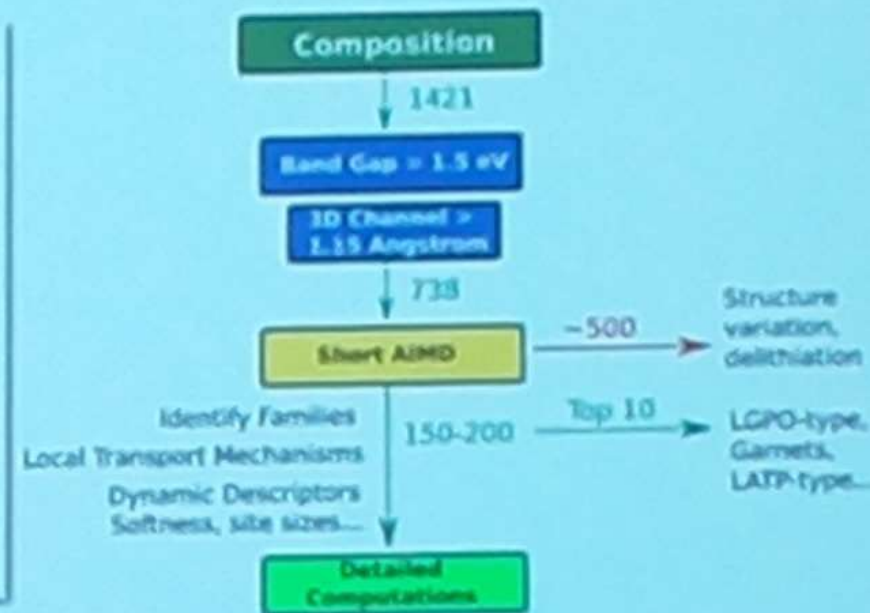 Composition
1421
Band Gap > 1.5 eV
1D Channel >
1.15 Angstrom
738
Short AIMD
~500
Structure
variation,
delithiation
Identify Families
Local Transport Mechanisms
Dynamic Descriptors
Softness, site sizes...
150-200
Top 10
LGPO-type,
Garnets,
LATP-type...
Detailed
Computations